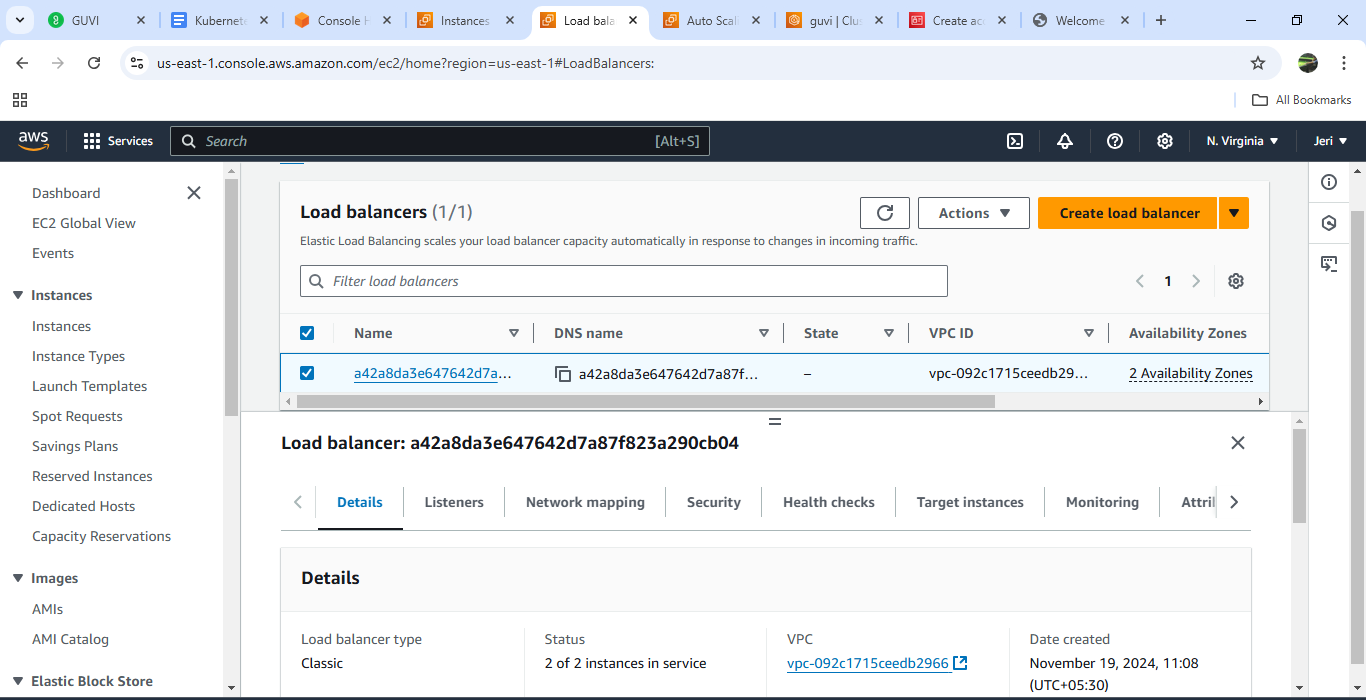 GUVI
Kubernete
Console H
Instances
Load bala
Auto Scali
guvi | Clus
Create acc
Welcome
us-east-1.console.aws.amazon.com/ec2/home?region=us-east-1#LoadBalancers:
All Bookmarks
aws
Services
Search
[Alt+S]
N. Virginia
Jeri
Dashboard
EC2 Global View
Events
Instances
Instances
Instance Types
Launch Templates
Spot Requests
Savings Plans
Reserved Instances
Dedicated Hosts
Capacity Reservations
Images
AMIs
AMI Catalog
Elastic Block Store
Load balancers (1/1)
Actions
Create load balancer
Elastic Load Balancing scales your load balancer capacity automatically in response to changes in incoming traffic.
Filter load balancers
1
Name
DNS name
State
VPC ID
Availability Zones
a42a8da3e647642d7a...
a42a8da3e647642d7a87f...
–
vpc-092c1715ceedb29...
2 Availability Zones
Load balancer: a42a8da3e647642d7a87f823a290cb04
Details
Listeners
Network mapping
Security
Health checks
Target instances
Monitoring
Attri
Details
Load balancer type
Classic
Status
2 of 2 instances in service
VPC
vpc-092c1715ceedb2966
Date created
November 19, 2024, 11:08
(UTC+05:30)